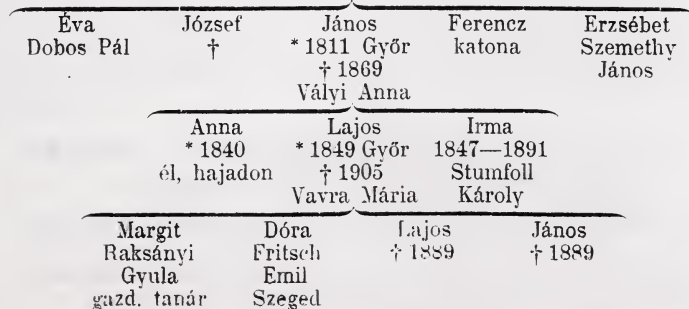 Éva József János Ferencz Erzsébet
Dobos Pál † * 1811 Győr katona Szemethy
† 1869 János
Vályi Anna
Anna Lajos Irma
* 1840 * 1849 Győr 1847—1891
él, hajadon † 1905 Stumfoll
Vavra Mária Károly
Margit Dóra Lajos János
Raksányi Fritsch † 1889 † 1889
Gyula Emil
gazd. tanár Szeged